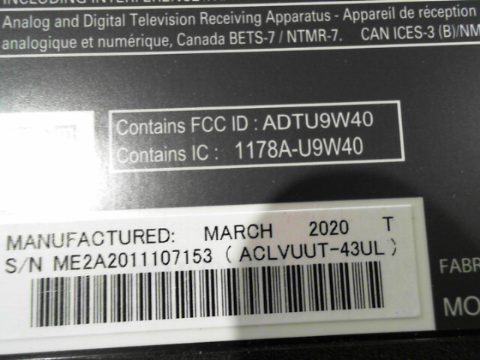 Analog and Digital Television Receiving Apparatus - Appareil de réception
analogique et numérique, Canada BETS-7 / NTMR-7. CAN ICES-3 (B)/NM
Contains FCC ID : ADTU9W40
Contains IC : 1178A-U9W40
MANUFACTURED: MARCH 2020 T
S/N ME2A2011107153 ( ACLVUUT-43UL )
FABR
MO